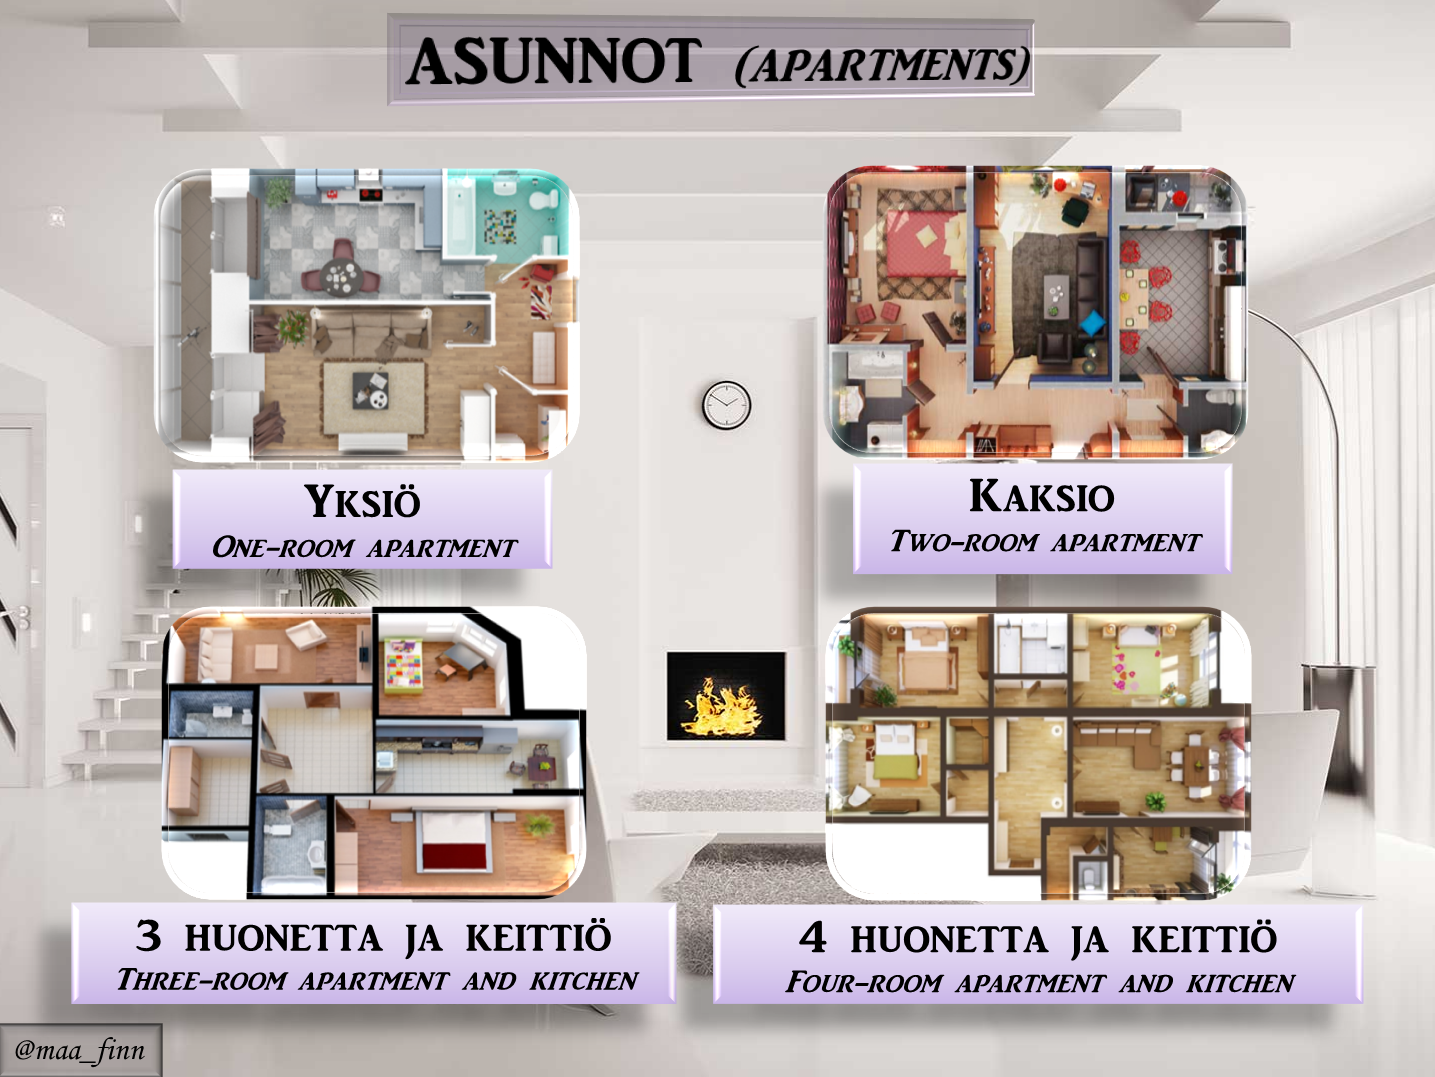 ASUNNOT (APARTMENTS)
YKSIÖ
ONE-ROOM APARTMENT
KAKSIO
TWO-ROOM APARTMENT
3 HUONETTA JA KEITTIÖ
THREE-ROOM APARTMENT AND KITCHEN
4 HUONETTA JA KEITTIÖ
FOUR-ROOM APARTMENT AND KITCHEN
@maa_finn